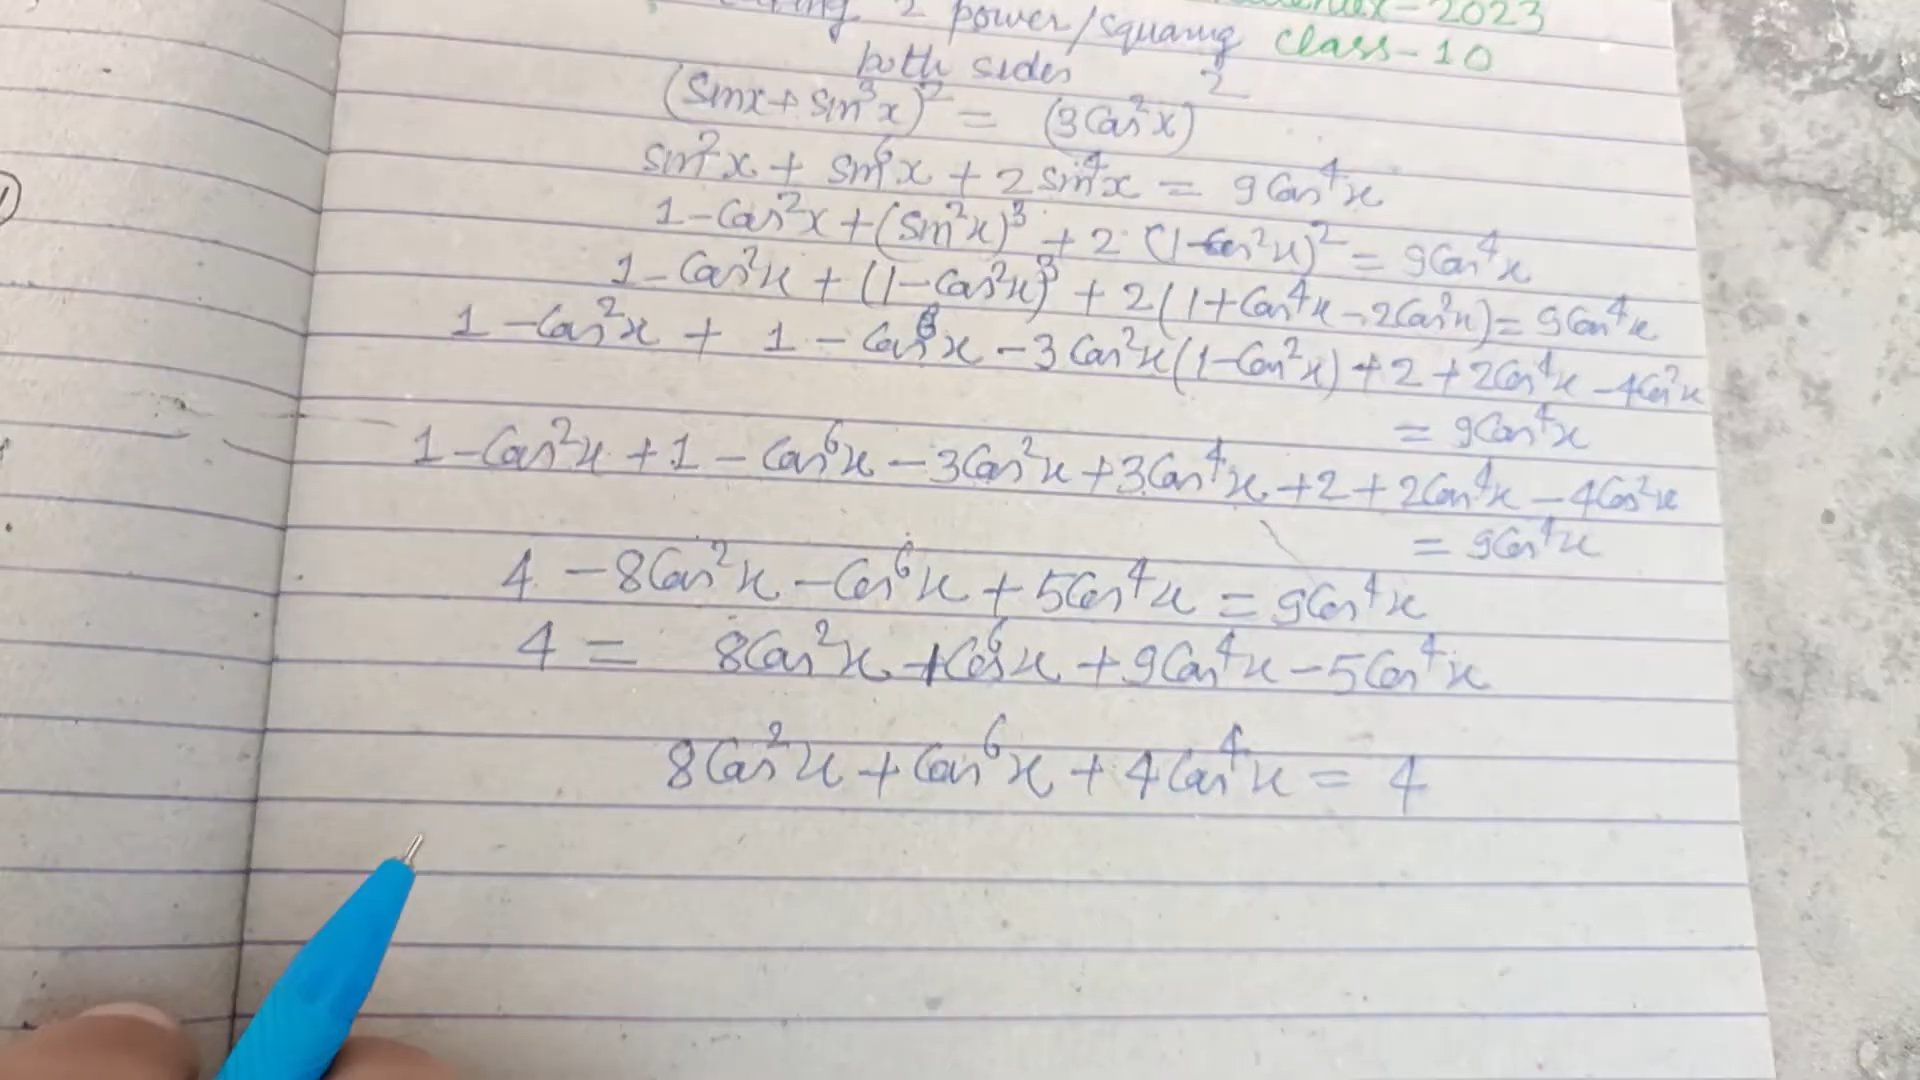 2023
2 power/squaring class-10
both sides
(sinx + sin³x)² = (3Cos²x)²
sin²x + sin⁶x + 2sin⁴x = 9Cos⁴x
1-Cos²x + (sin²x)³ + 2(1-Cos²x)² = 9Cos⁴x
1-Cos²x + (1-Cos²x)³ + 2(1+Cos⁴x-2Cos²x) = 9Cos⁴x
1-Cos²x + 1 - Cos⁶x - 3Cos²x(1-Cos²x) + 2 + 2Cos⁴x - 4Cos²x
= 9Cos⁴x
1-Cos²x + 1 - Cos⁶x - 3Cos²x + 3Cos⁴x + 2 + 2Cos⁴x - 4Cos²x
= 9Cos⁴x
4 - 8Cos²x - Cos⁶x + 5Cos⁴x = 9Cos⁴x
4 = 8Cos²x + Cos⁶x + 9Cos⁴x - 5Cos⁴x
8Cos²x + Cos⁶x + 4Cos⁴x = 4